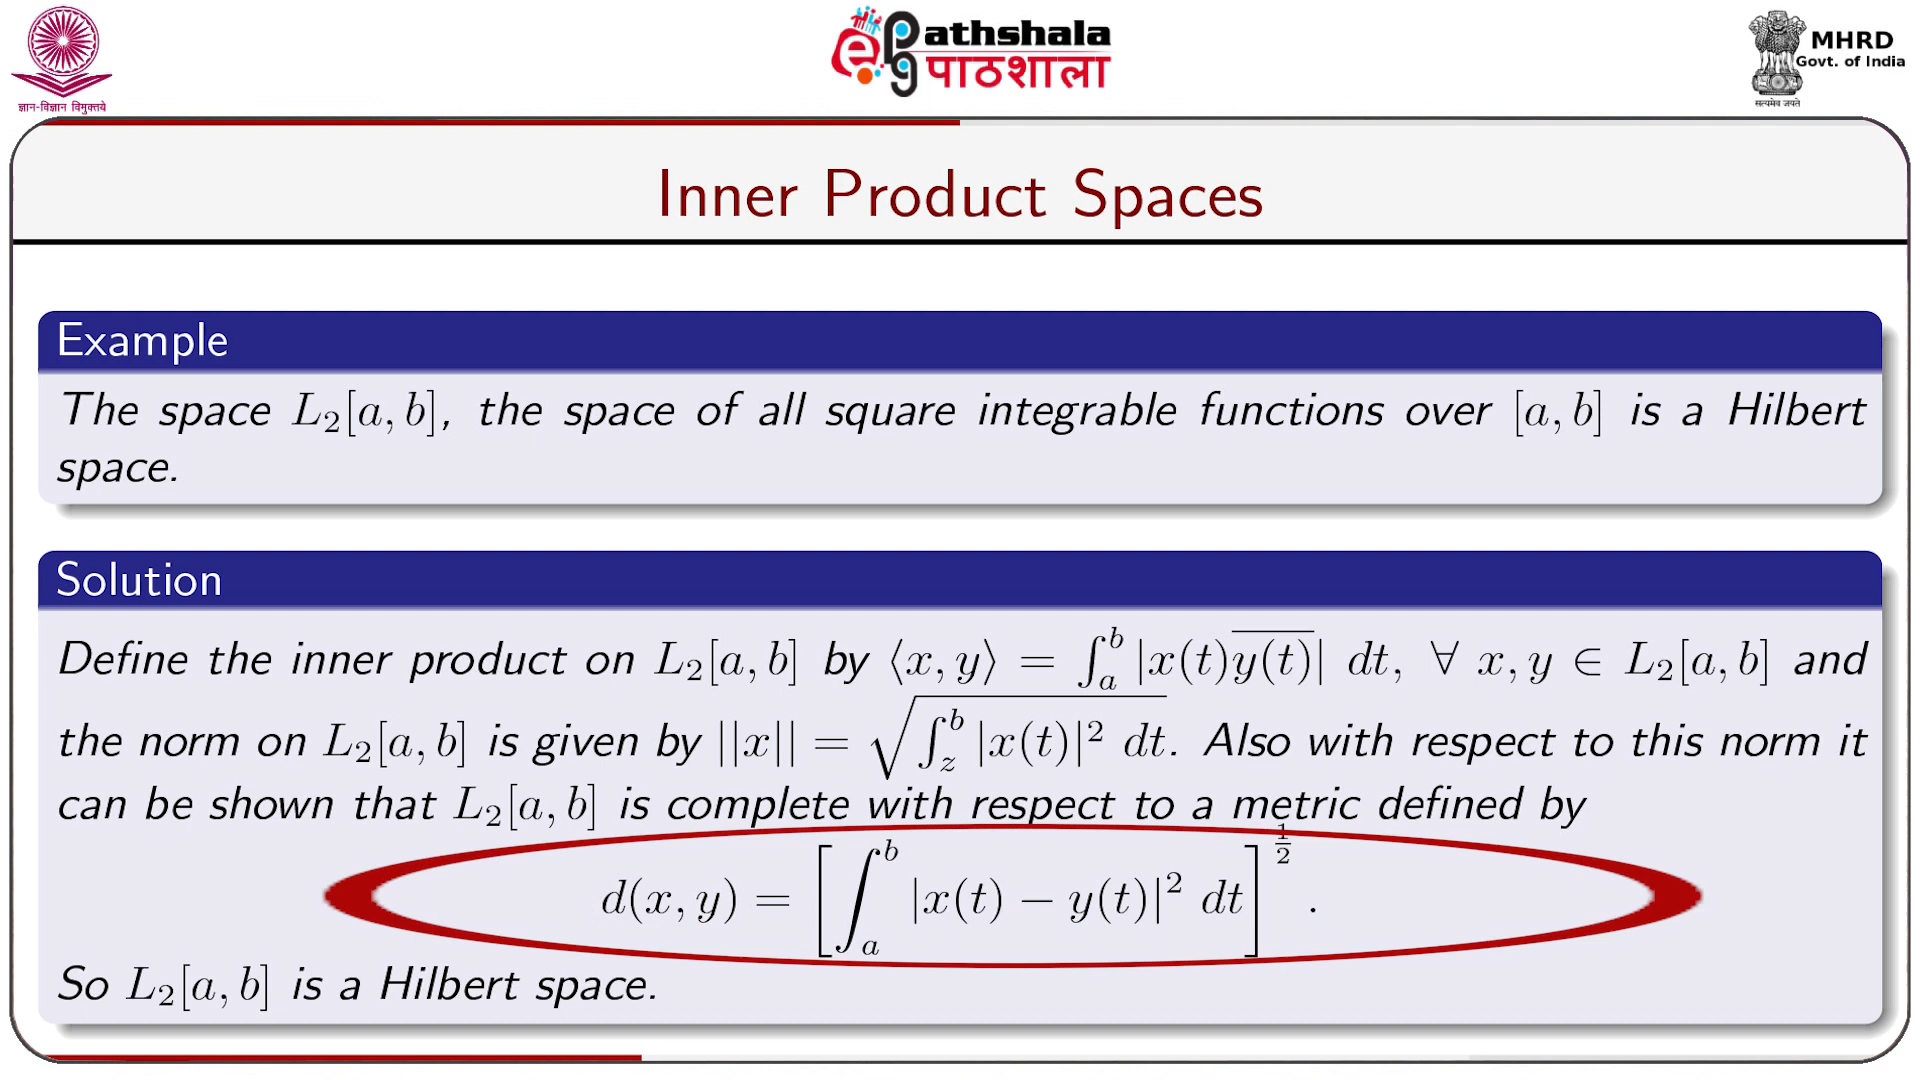 ज्ञान-विज्ञान विमुक्तये
ePG Pathshala
पाठशाला
MHRD
Govt. of India
सत्यमेव जयते
Inner Product Spaces
Example
The space L₂[a, b], the space of all square integrable functions over [a, b] is a Hilbert
space.
Solution
Define the inner product on L₂[a, b] by ⟨x, y⟩ = ∫ₐᵇ |x(t)y(t)̅| dt, ∀ x, y ∈ L₂[a, b] and
the norm on L₂[a, b] is given by ||x|| = √(∫_z^b |x(t)|² dt). Also with respect to this norm it
can be shown that L₂[a, b] is complete with respect to a metric defined by
d(x, y) = [∫ₐᵇ |x(t) − y(t)|² dt]^½ .
So L₂[a, b] is a Hilbert space.